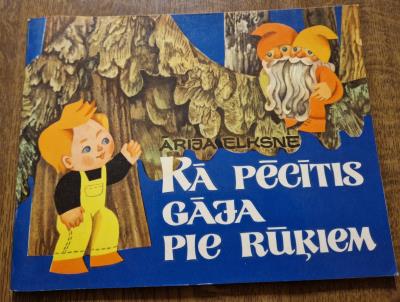 ARIJA ELKSNE
KĀ PĒCĪTIS
GĀJA
PIE RŪĶIEM